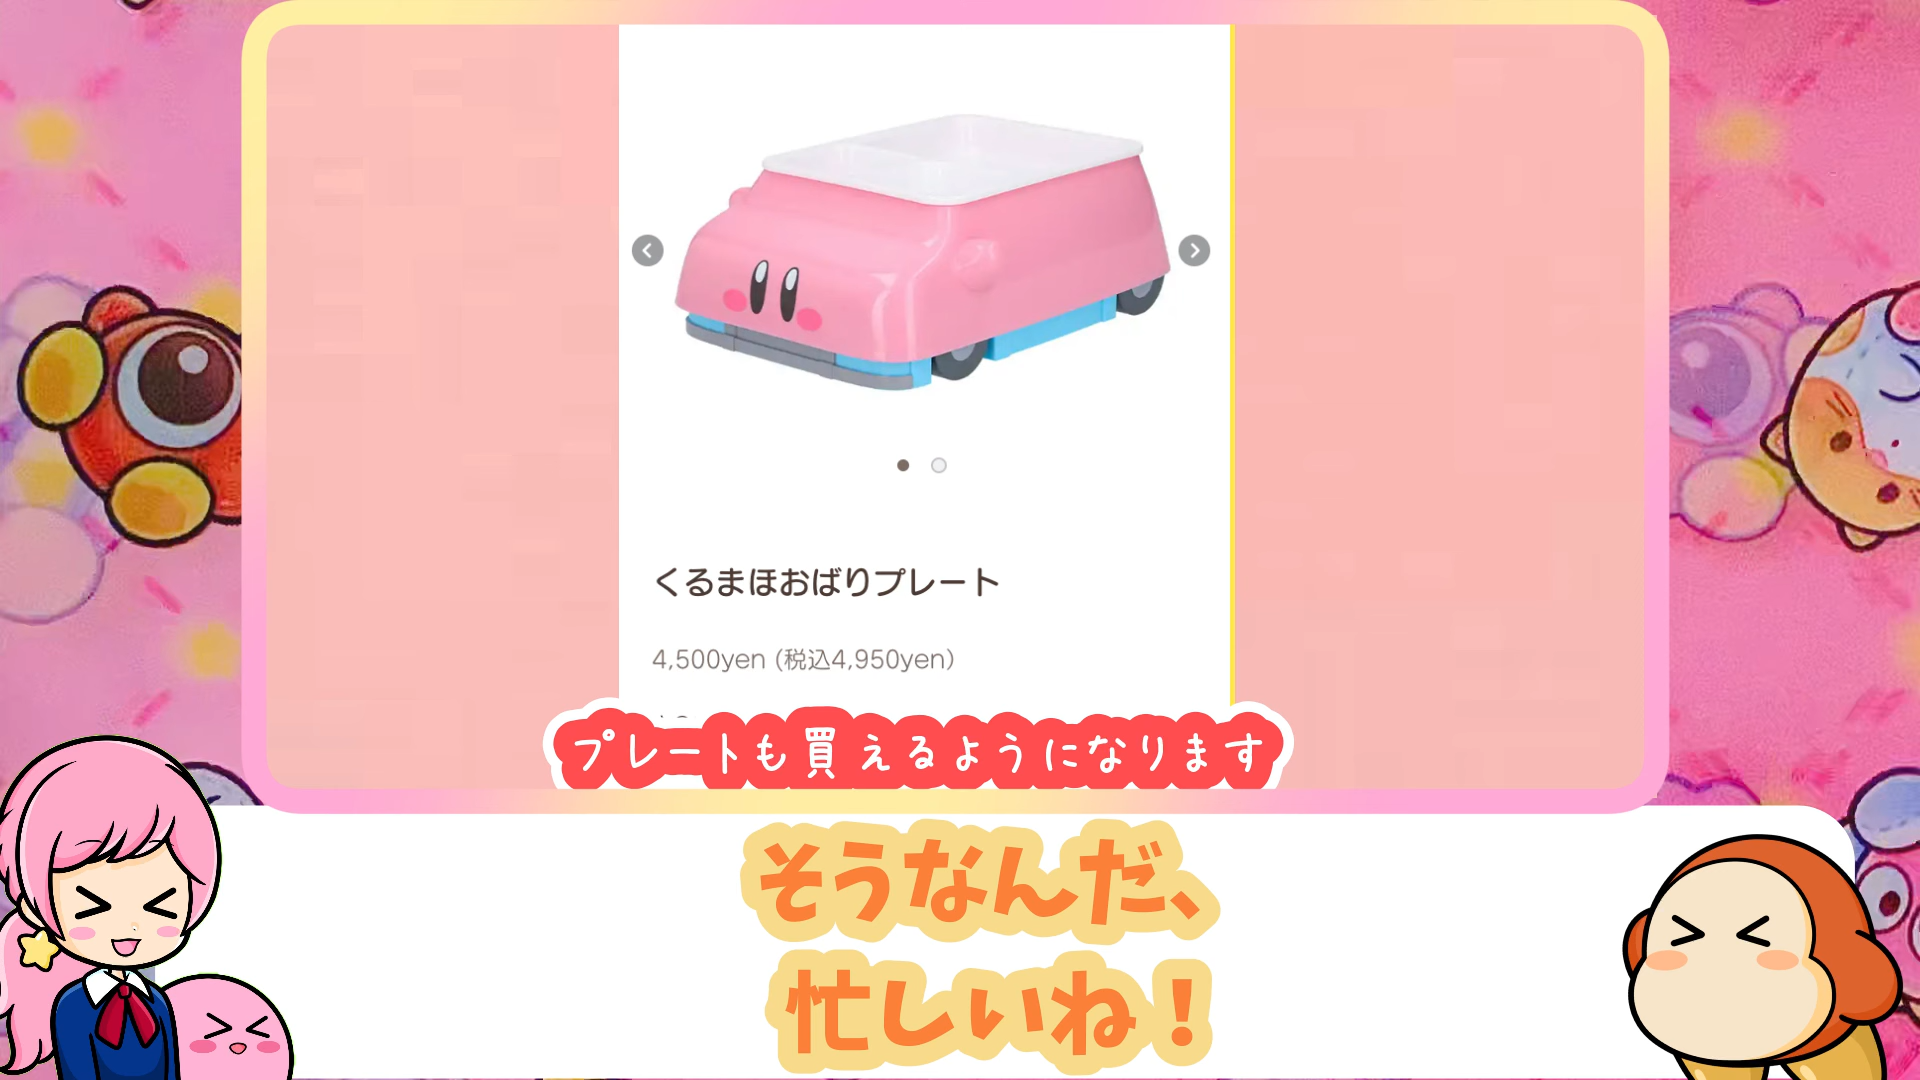 くるまほおばりプレート
4,500yen (税込4,950yen)
プレートも買えるようになります
そうなんだ、
忙しいね！